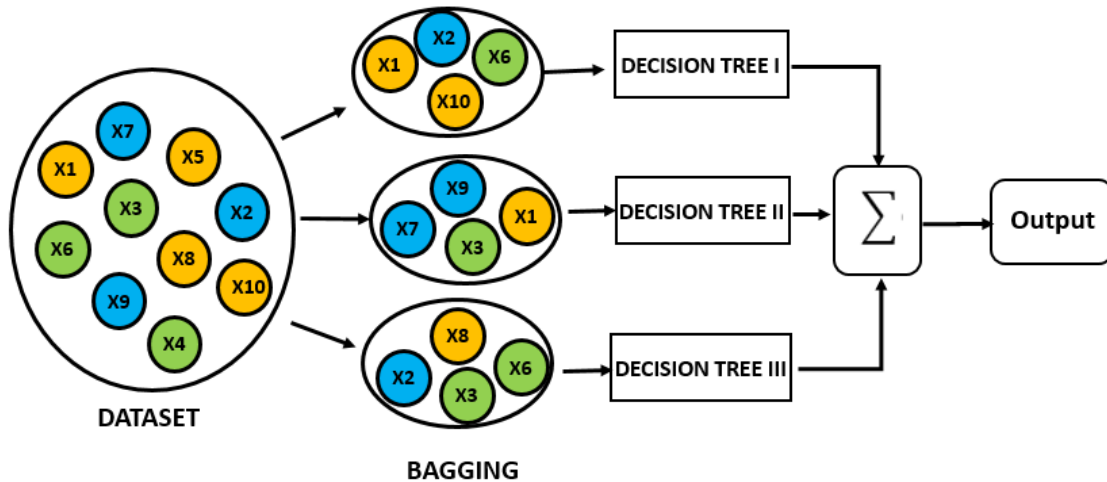 X7
X1
X5
X3
X2
X6
X8
X9
X10
X4
DATASET
X2
X1
X6
X10
X9
X7
X1
X3
X8
X2
X6
X3
BAGGING
DECISION TREE I
DECISION TREE II
DECISION TREE III
∑
Output